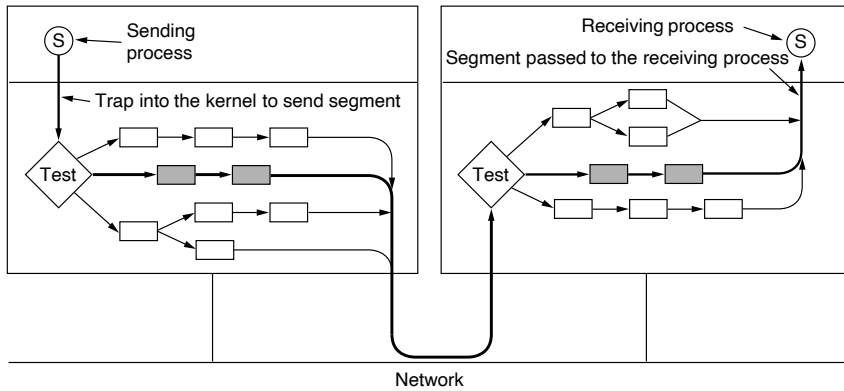 S
Sending
process
Trap into the kernel to send segment
Test
Receiving process
S
Segment passed to the receiving process
Test
Network